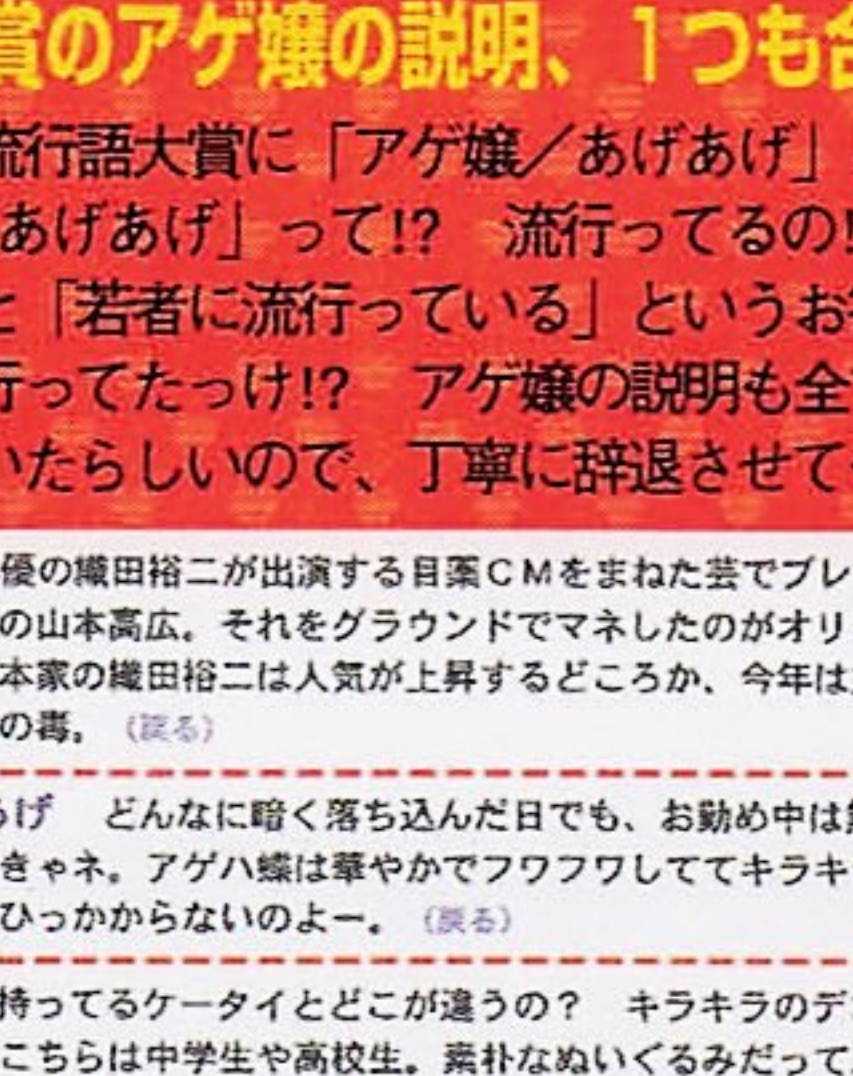 賞のアゲ嬢の説明、1つも合
流行語大賞に「アゲ嬢／あげあげ」
あげあげ」って!?　流行ってるの!
と「若者に流行っている」というお
行ってたっけ!?　アゲ嬢の説明も全
いたらしいので、丁寧に辞退させて
優の織田裕二が出演する目薬ＣＭをまねた芸でブレ
の山本高広。それをグラウンドでマネしたのがオリ
本家の織田裕二は人気が上昇するどころか、今年は
の毒。（戻る）
あげ　どんなに暗く落ち込んだ日でも、お勤め中は
きゃネ。アゲハ蝶は華やかでフワフワしててキラキ
ひっかからないのよー。（戻る）
持ってるケータイとどこが違うの？　キラキラのデ
こちらは中学生や高校生。素朴なぬいぐるみだって